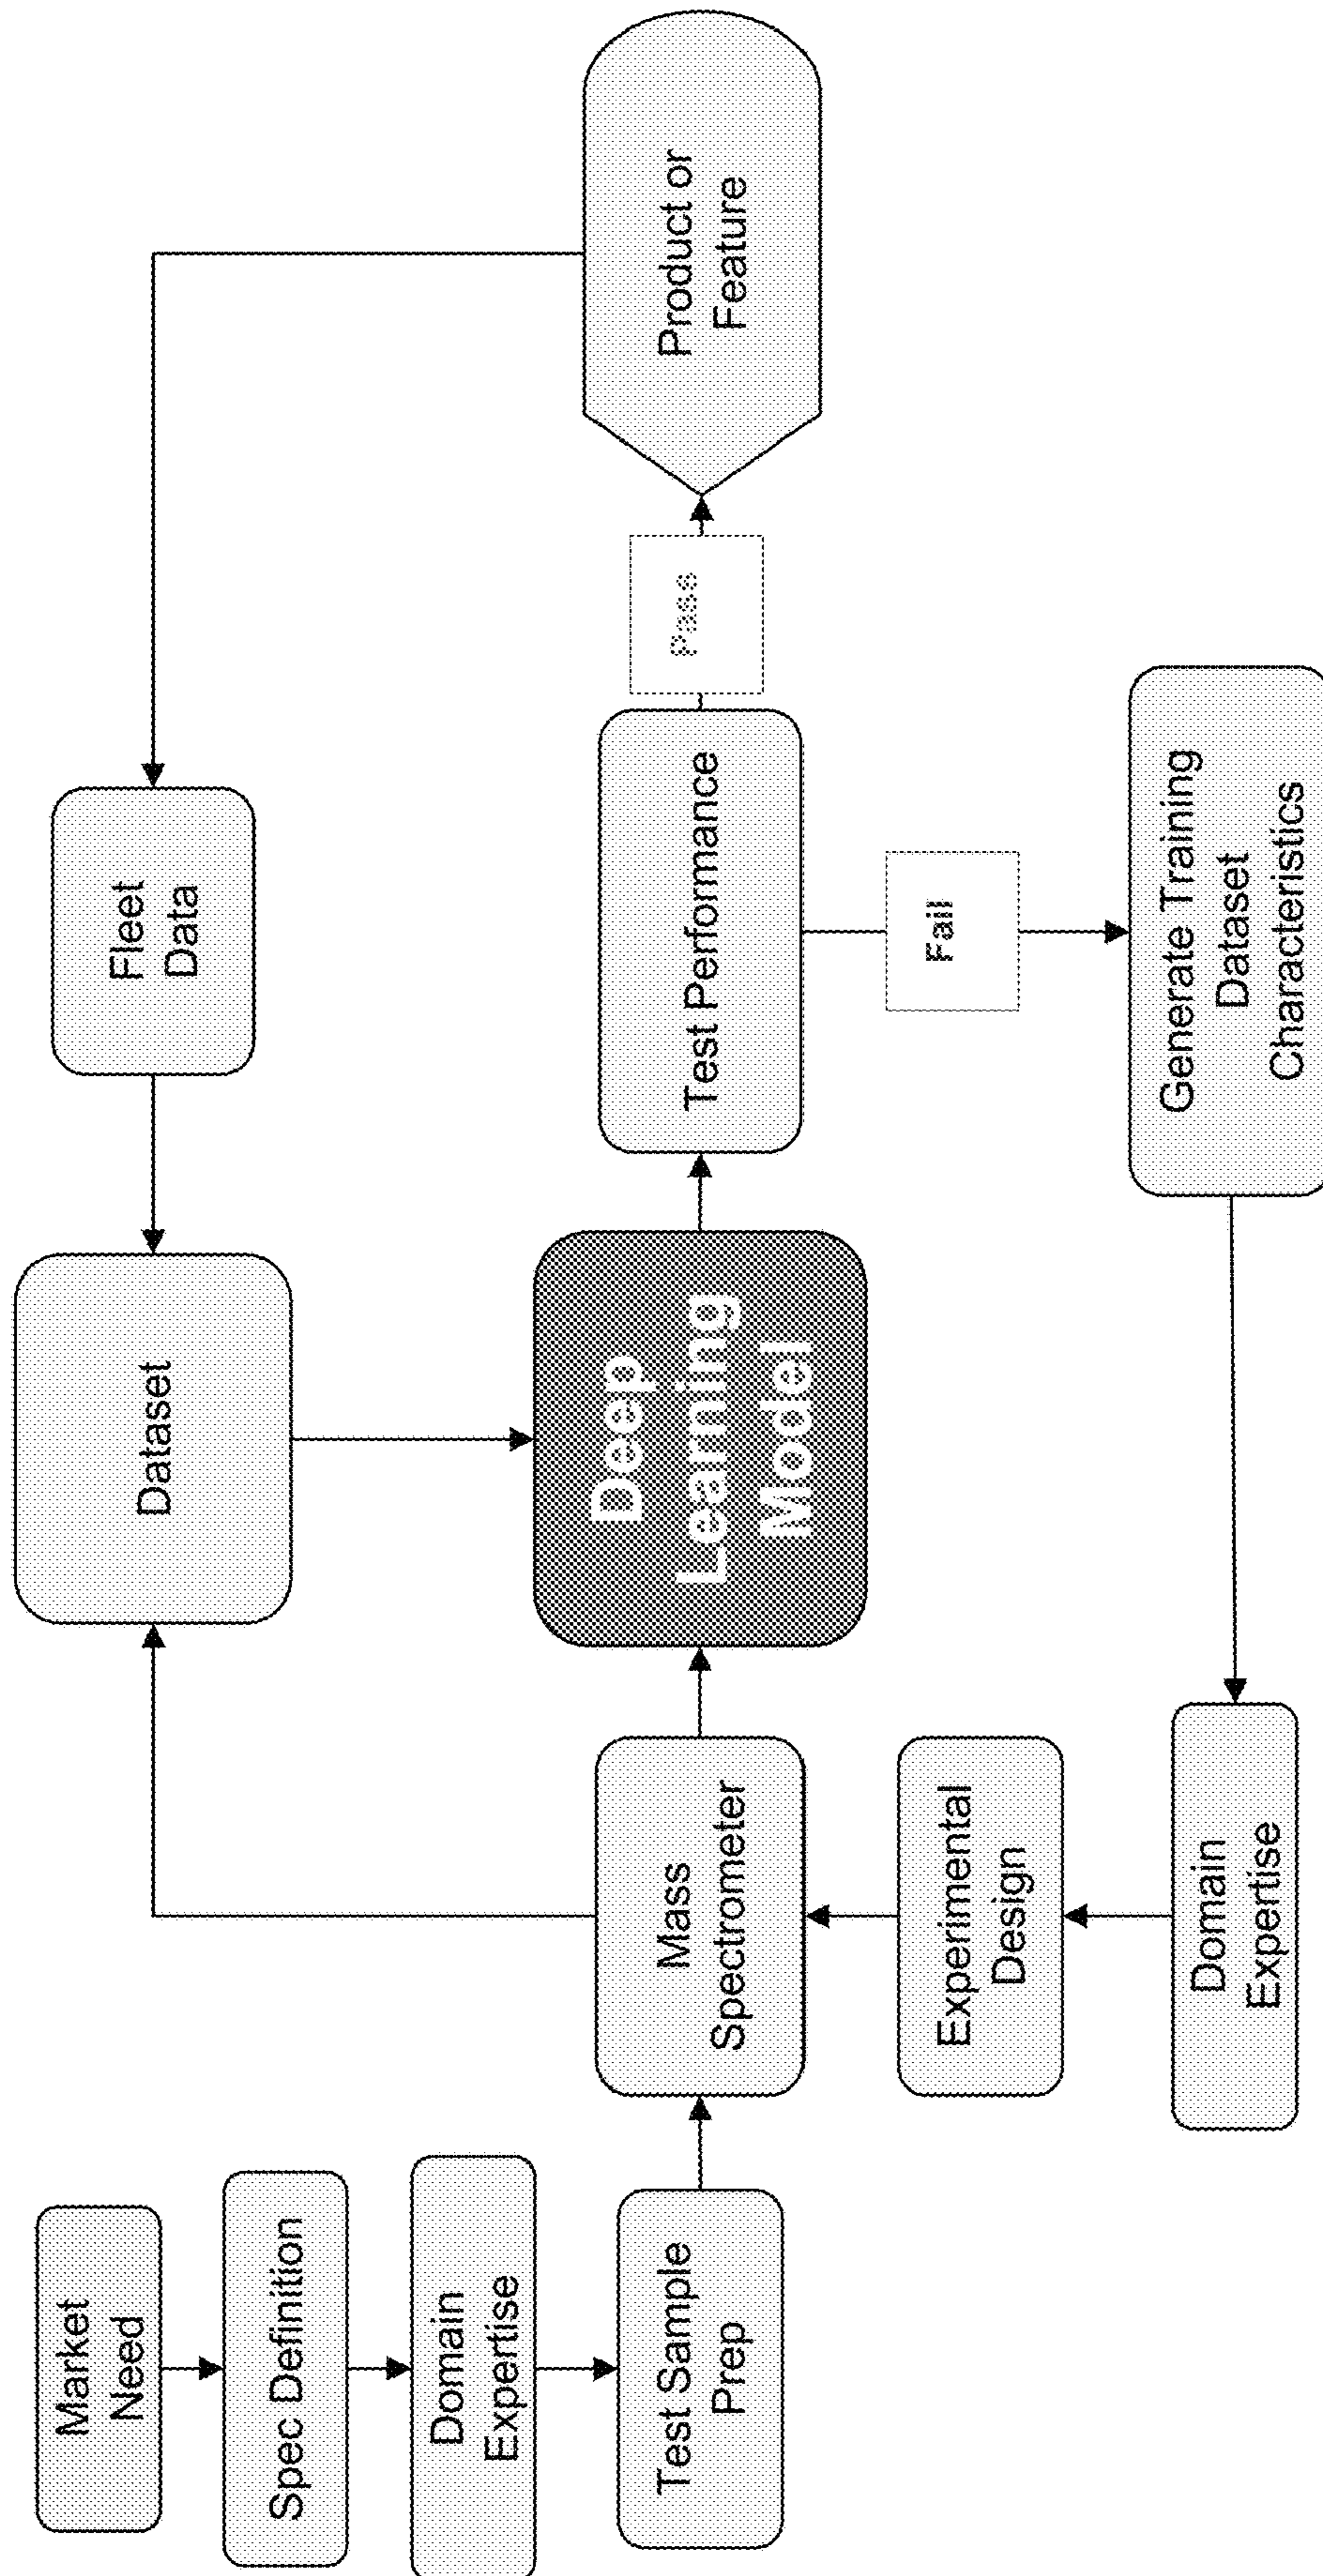 Market
Need
Spec Definition
Domain
Expertise
Test Sample
Prep
Mass
Spectrometer
Experimental
Design
Domain
Expertise
Dataset
Deep
Learning
Model
Fleet
Data
Test Performance
Pass
Fail
Generate Training
Dataset
Characteristics
Product or
Feature